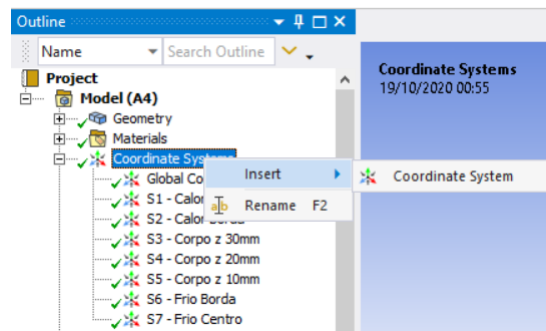 Outline
Name Search Outline
Project
Model (A4)
Geometry
Materials
Coordinate Systems
Global Co
S1 - Calor
S2 - Calor Borda
S3 - Corpo z 30mm
S4 - Corpo z 20mm
S5 - Corpo z 10mm
S6 - Frio Borda
S7 - Frio Centro
Insert
Rename F2
Coordinate System
Coordinate Systems
19/10/2020 00:55